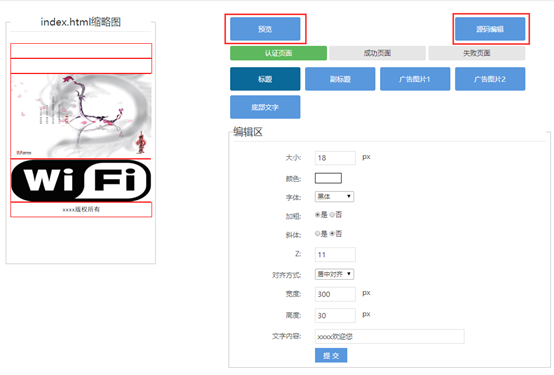 index.html缩略图
WiFi
xxxx版权所有
预览
源码编辑
认证页面
成功页面
失败页面
标题
副标题
广告图片1
广告图片2
底部文字
编辑区
大小:
18
px
颜色:
字体:
黑体
加粗:
是
否
斜体:
是
否
Z:
11
对齐方式:
居中对齐
宽度:
300
px
高度:
30
px
文字内容:
xxxx欢迎您
提 交